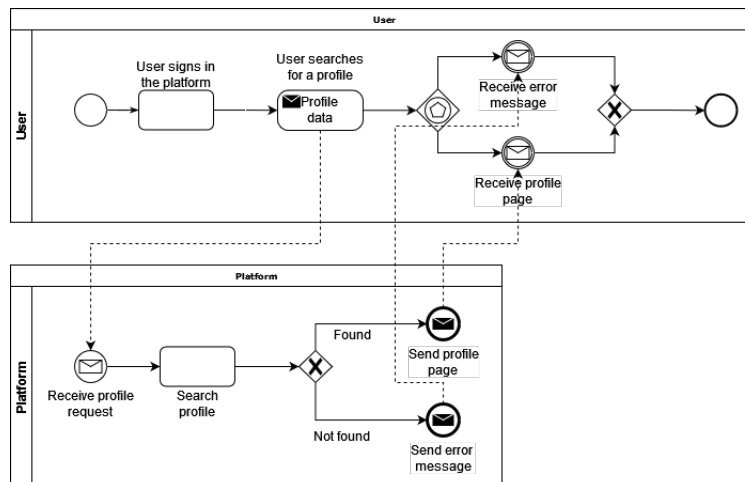 User
User
User signs in
the platform
User searches
for a profile
Profile
data
Receive error
message
Receive profile
page
Platform
Platform
Receive profile
request
Search
profile
Found
Not found
Send profile
page
Send error
message